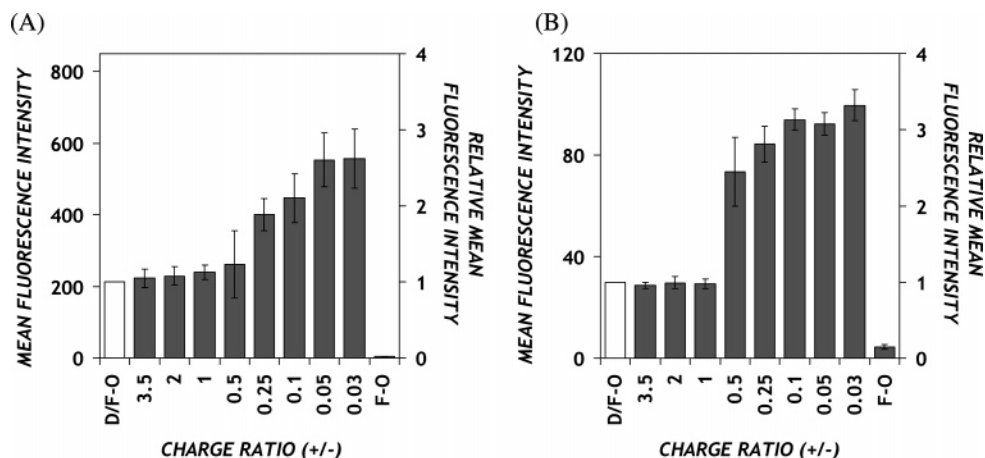 (A)
MEAN FLUORESCENCE INTENSITY
800
600
400
200
0
4
3
2
1
0
RELATIVE MEAN
FLUORESCENCE INTENSITY
D/F-O
3.5
2
1
0.5
0.25
0.1
0.05
0.03
F-O
CHARGE RATIO (+/-)
(B)
MEAN FLUORESCENCE INTENSITY
120
80
40
0
4
3
2
1
0
RELATIVE MEAN
FLUORESCENCE INTENSITY
D/F-O
3.5
2
1
0.5
0.25
0.1
0.05
0.03
F-O
CHARGE RATIO (+/-)